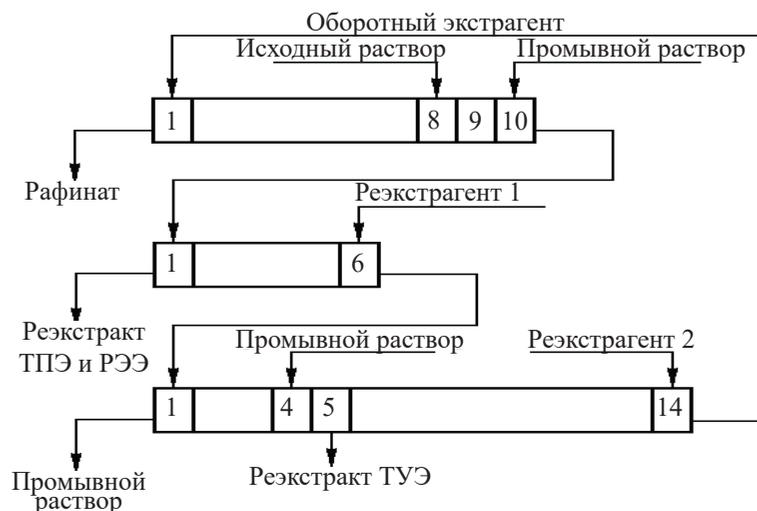 Оборотный экстрагент
Исходный раствор
Промывной раствор
1
8
9
10
Рафинат
Реэкстрагент 1
1
6
Реэкстракт
ТПЭ и РЭЭ
Промывной раствор
Реэкстрагент 2
1
4
5
14
Промывной
раствор
Реэкстракт ТУЭ